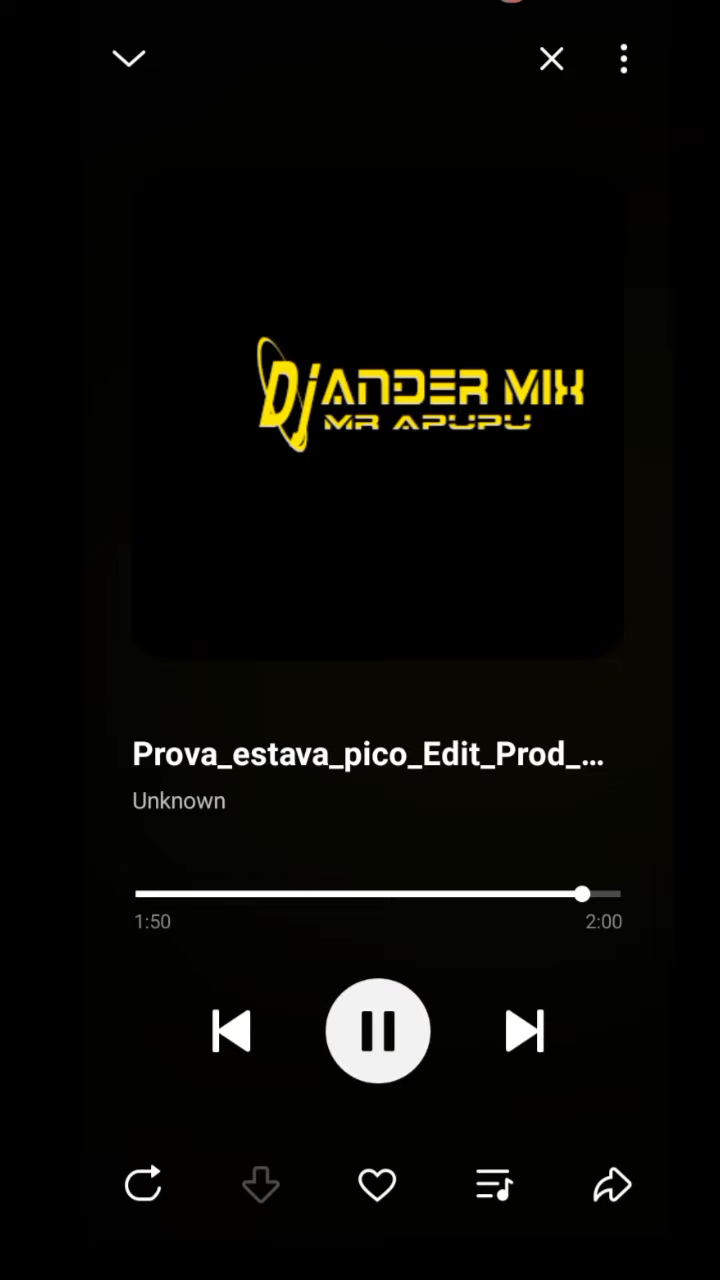 Dj ANDER MIX
MR APUPU
Prova_estava_pico_Edit_Prod_...
Unknown
1:50
2:00